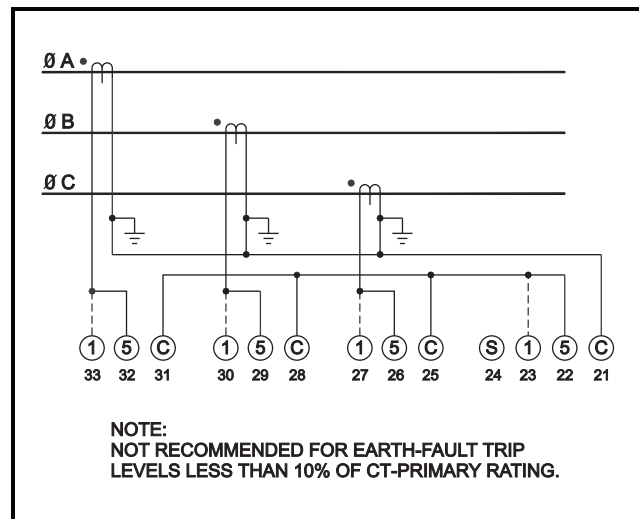 Ø A
Ø B
Ø C
1 5 C 1 5 C 1 5 C S 1 5 C
33 32 31 30 29 28 27 26 25 24 23 22 21
NOTE:
NOT RECOMMENDED FOR EARTH-FAULT TRIP
LEVELS LESS THAN 10% OF CT-PRIMARY RATING.